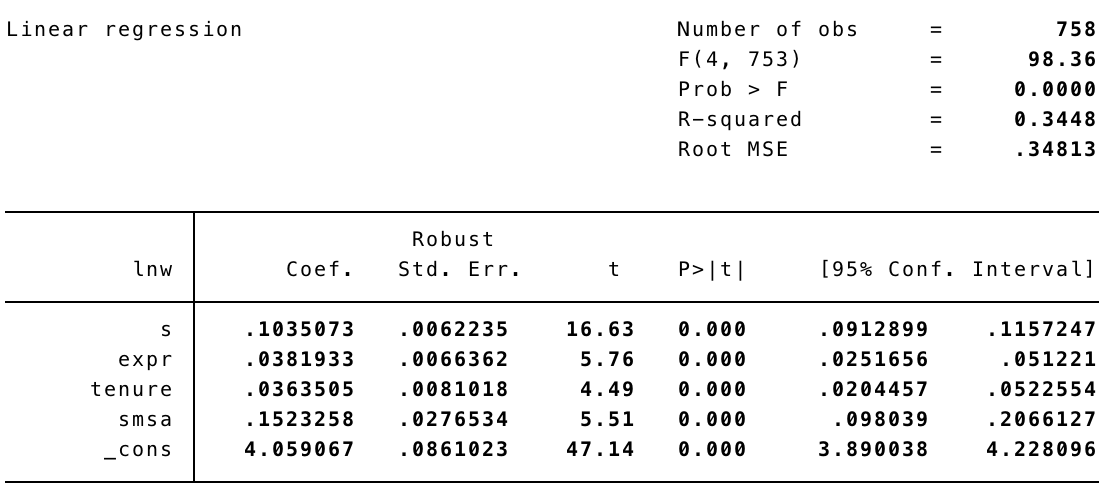 Linear regression Number of obs = 758
F(4, 753) = 98.36
Prob > F = 0.0000
R-squared = 0.3448
Root MSE = .34813
Robust
lnw Coef. Std. Err. t P>|t| [95% Conf. Interval]
s .1035073 .0062235 16.63 0.000 .0912899 .1157247
expr .0381933 .0066362 5.76 0.000 .0251656 .051221
tenure .0363505 .0081018 4.49 0.000 .0204457 .0522554
smsa .1523258 .0276534 5.51 0.000 .098039 .2066127
_cons 4.059067 .0861023 47.14 0.000 3.890038 4.228096